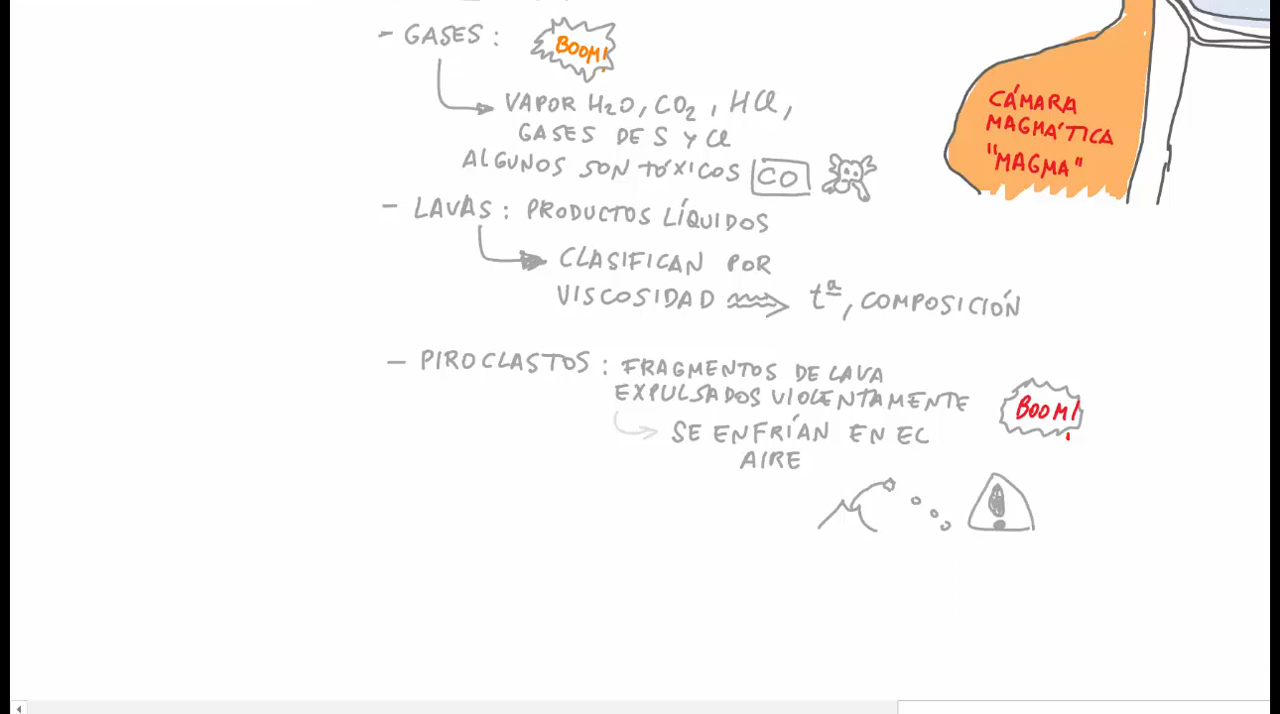 - GASES : BOOM!
VAPOR H2O, CO2, HCl,
GASES DE S Y Cl
ALGUNOS SON TÓXICOS CO
- LAVAS : PRODUCTOS LÍQUIDOS
CLASIFICAN POR
VISCOSIDAD tª, COMPOSICIÓN
- PIROCLASTOS : FRAGMENTOS DE LAVA
EXPULSADOS VIOLENTAMENTE BOOM!
SE ENFRÍAN EN EL
AIRE
CÁMARA
MAGMÁTICA
"MAGMA"